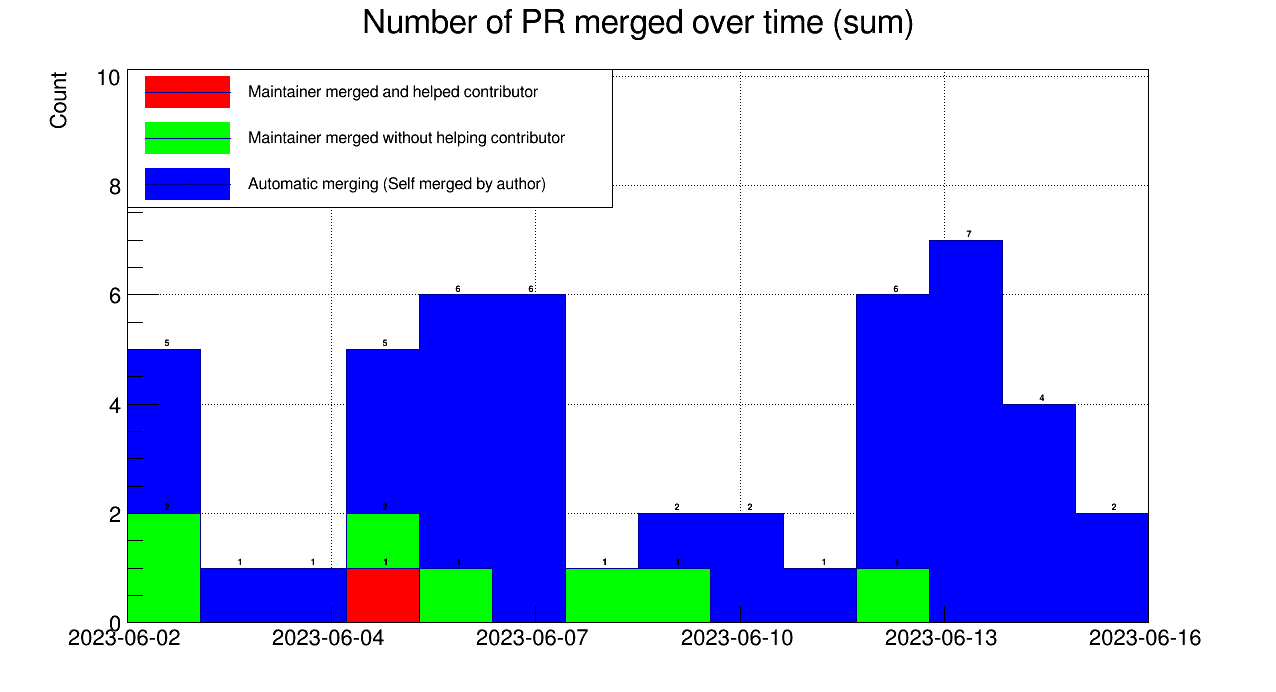 Number of PR merged over time (sum)
Count
10
8
6
4
2
0
Maintainer merged and helped contributor
Maintainer merged without helping contributor
Automatic merging (Self merged by author)
5 2 1 1 5 2 1 6 1 6 1 2 1 2 1 6 1 7 4 2
2023-06-02 2023-06-04 2023-06-07 2023-06-10 2023-06-13 2023-06-16